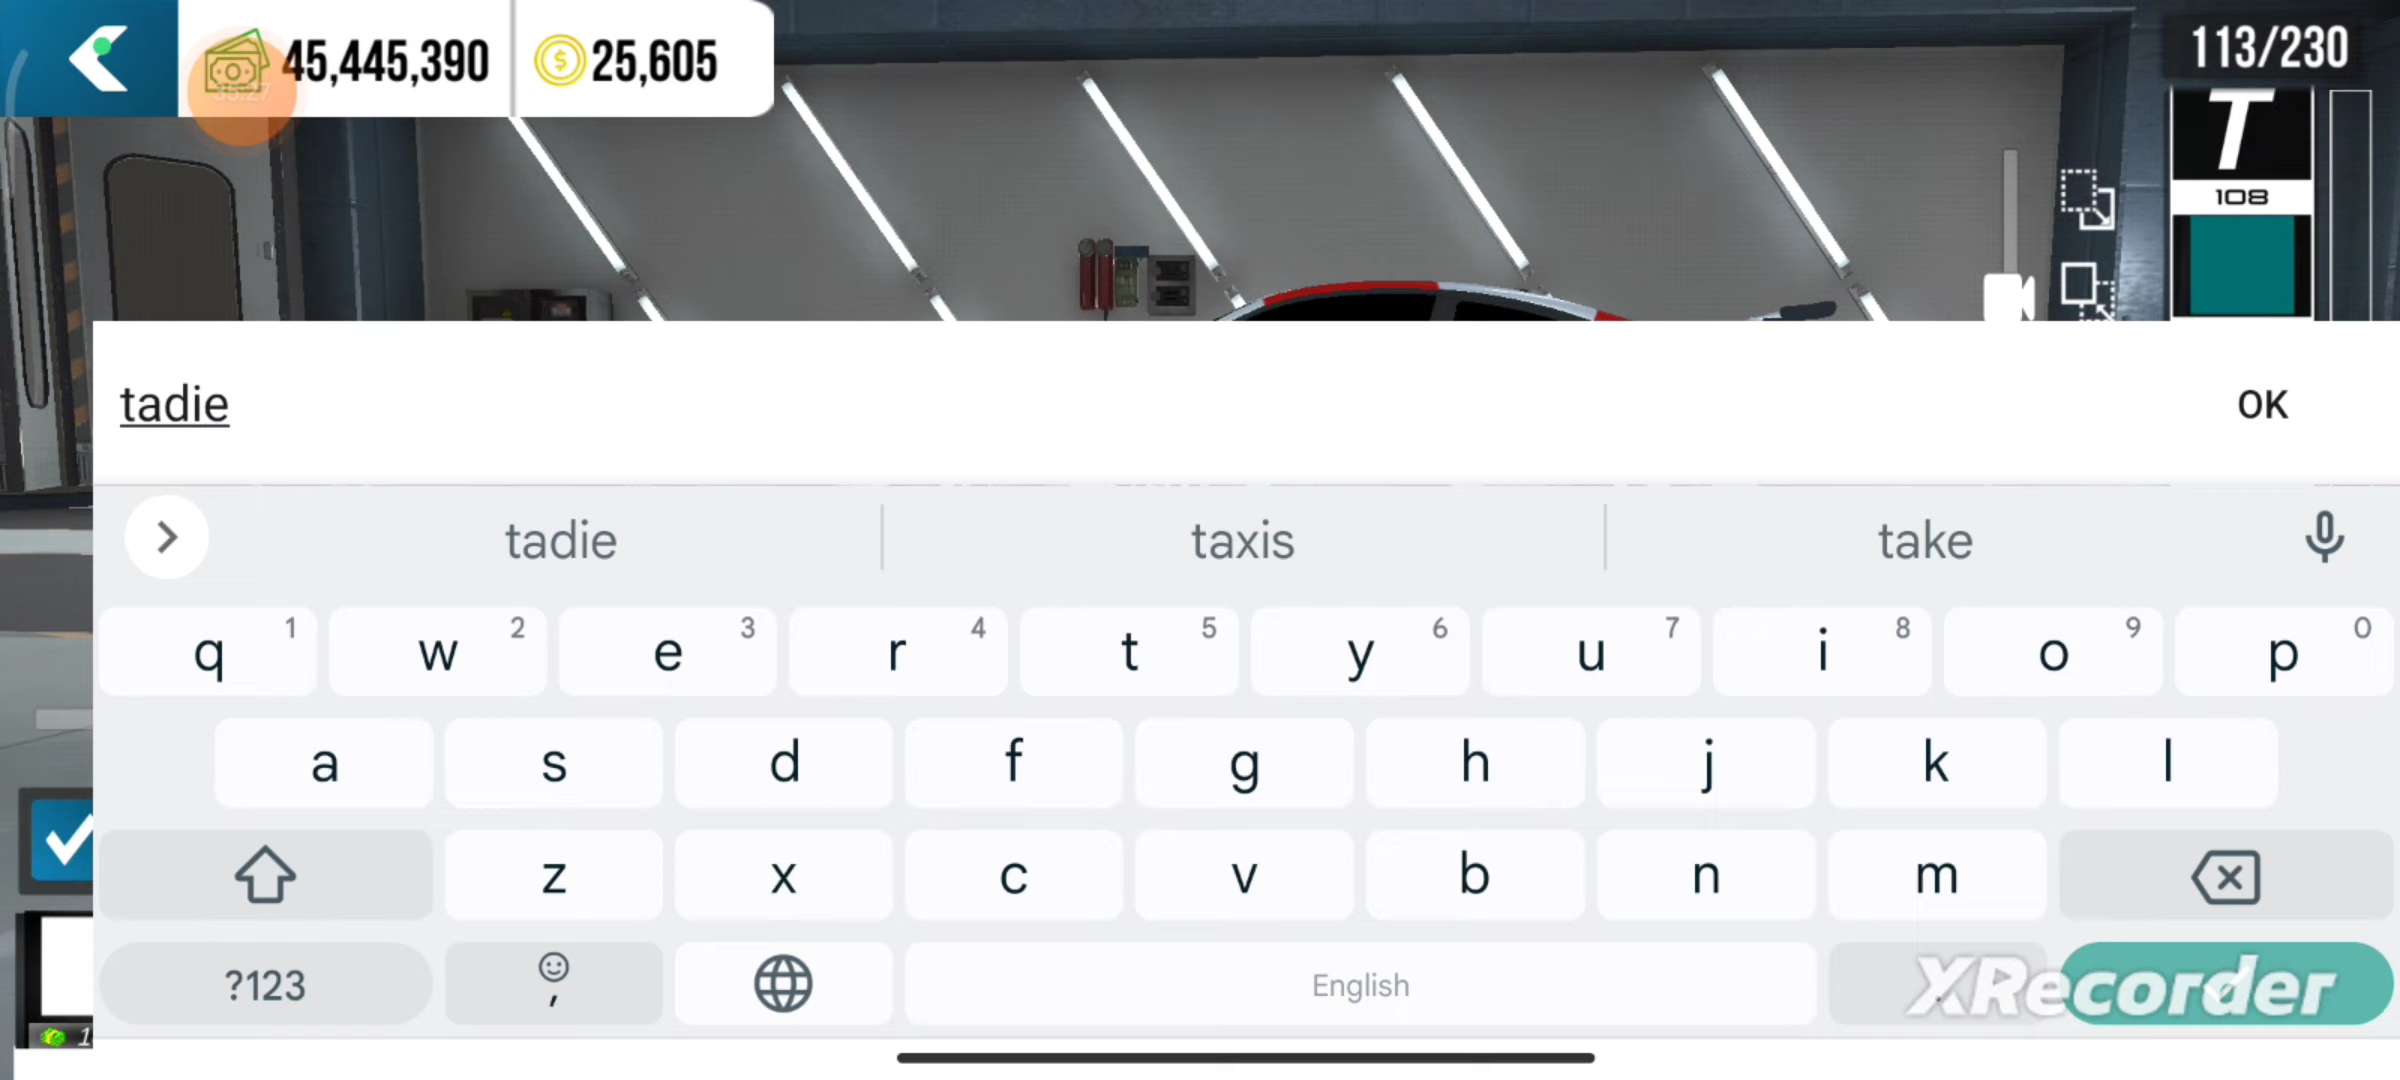 45,445,390
25,605
113/230
T
108
tadie
OK
tadie
taxis
take
q 1 w 2 e 3 r 4 t 5 y 6 u 7 i 8 o 9 p 0
a s d f g h j k l
z x c v b n m
?123
,
English
XRecorder
1